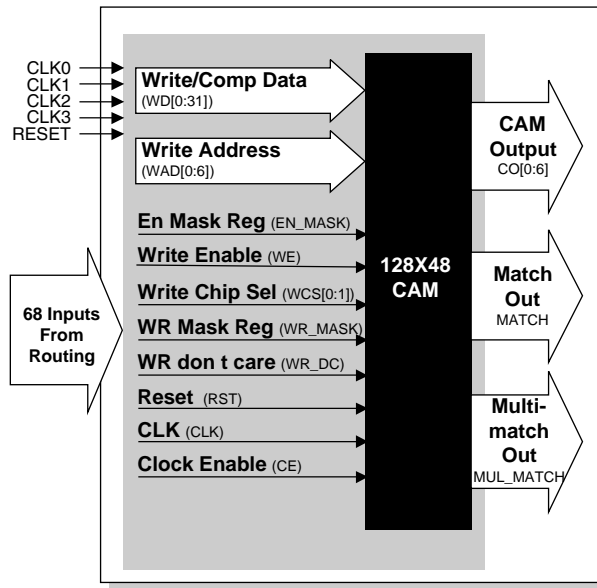 CLK0
CLK1
CLK2
CLK3
RESET
Write/Comp Data
(WD[0:31])
Write Address
(WAD[0:6])
En Mask Reg (EN_MASK)
Write Enable (WE)
Write Chip Sel (WCS[0:1])
WR Mask Reg (WR_MASK)
WR don t care (WR_DC)
Reset (RST)
CLK (CLK)
Clock Enable (CE)
68 Inputs
From
Routing
128X48
CAM
CAM
Output
CO[0:6]
Match
Out
MATCH
Multi-
match
Out
MUL_MATCH